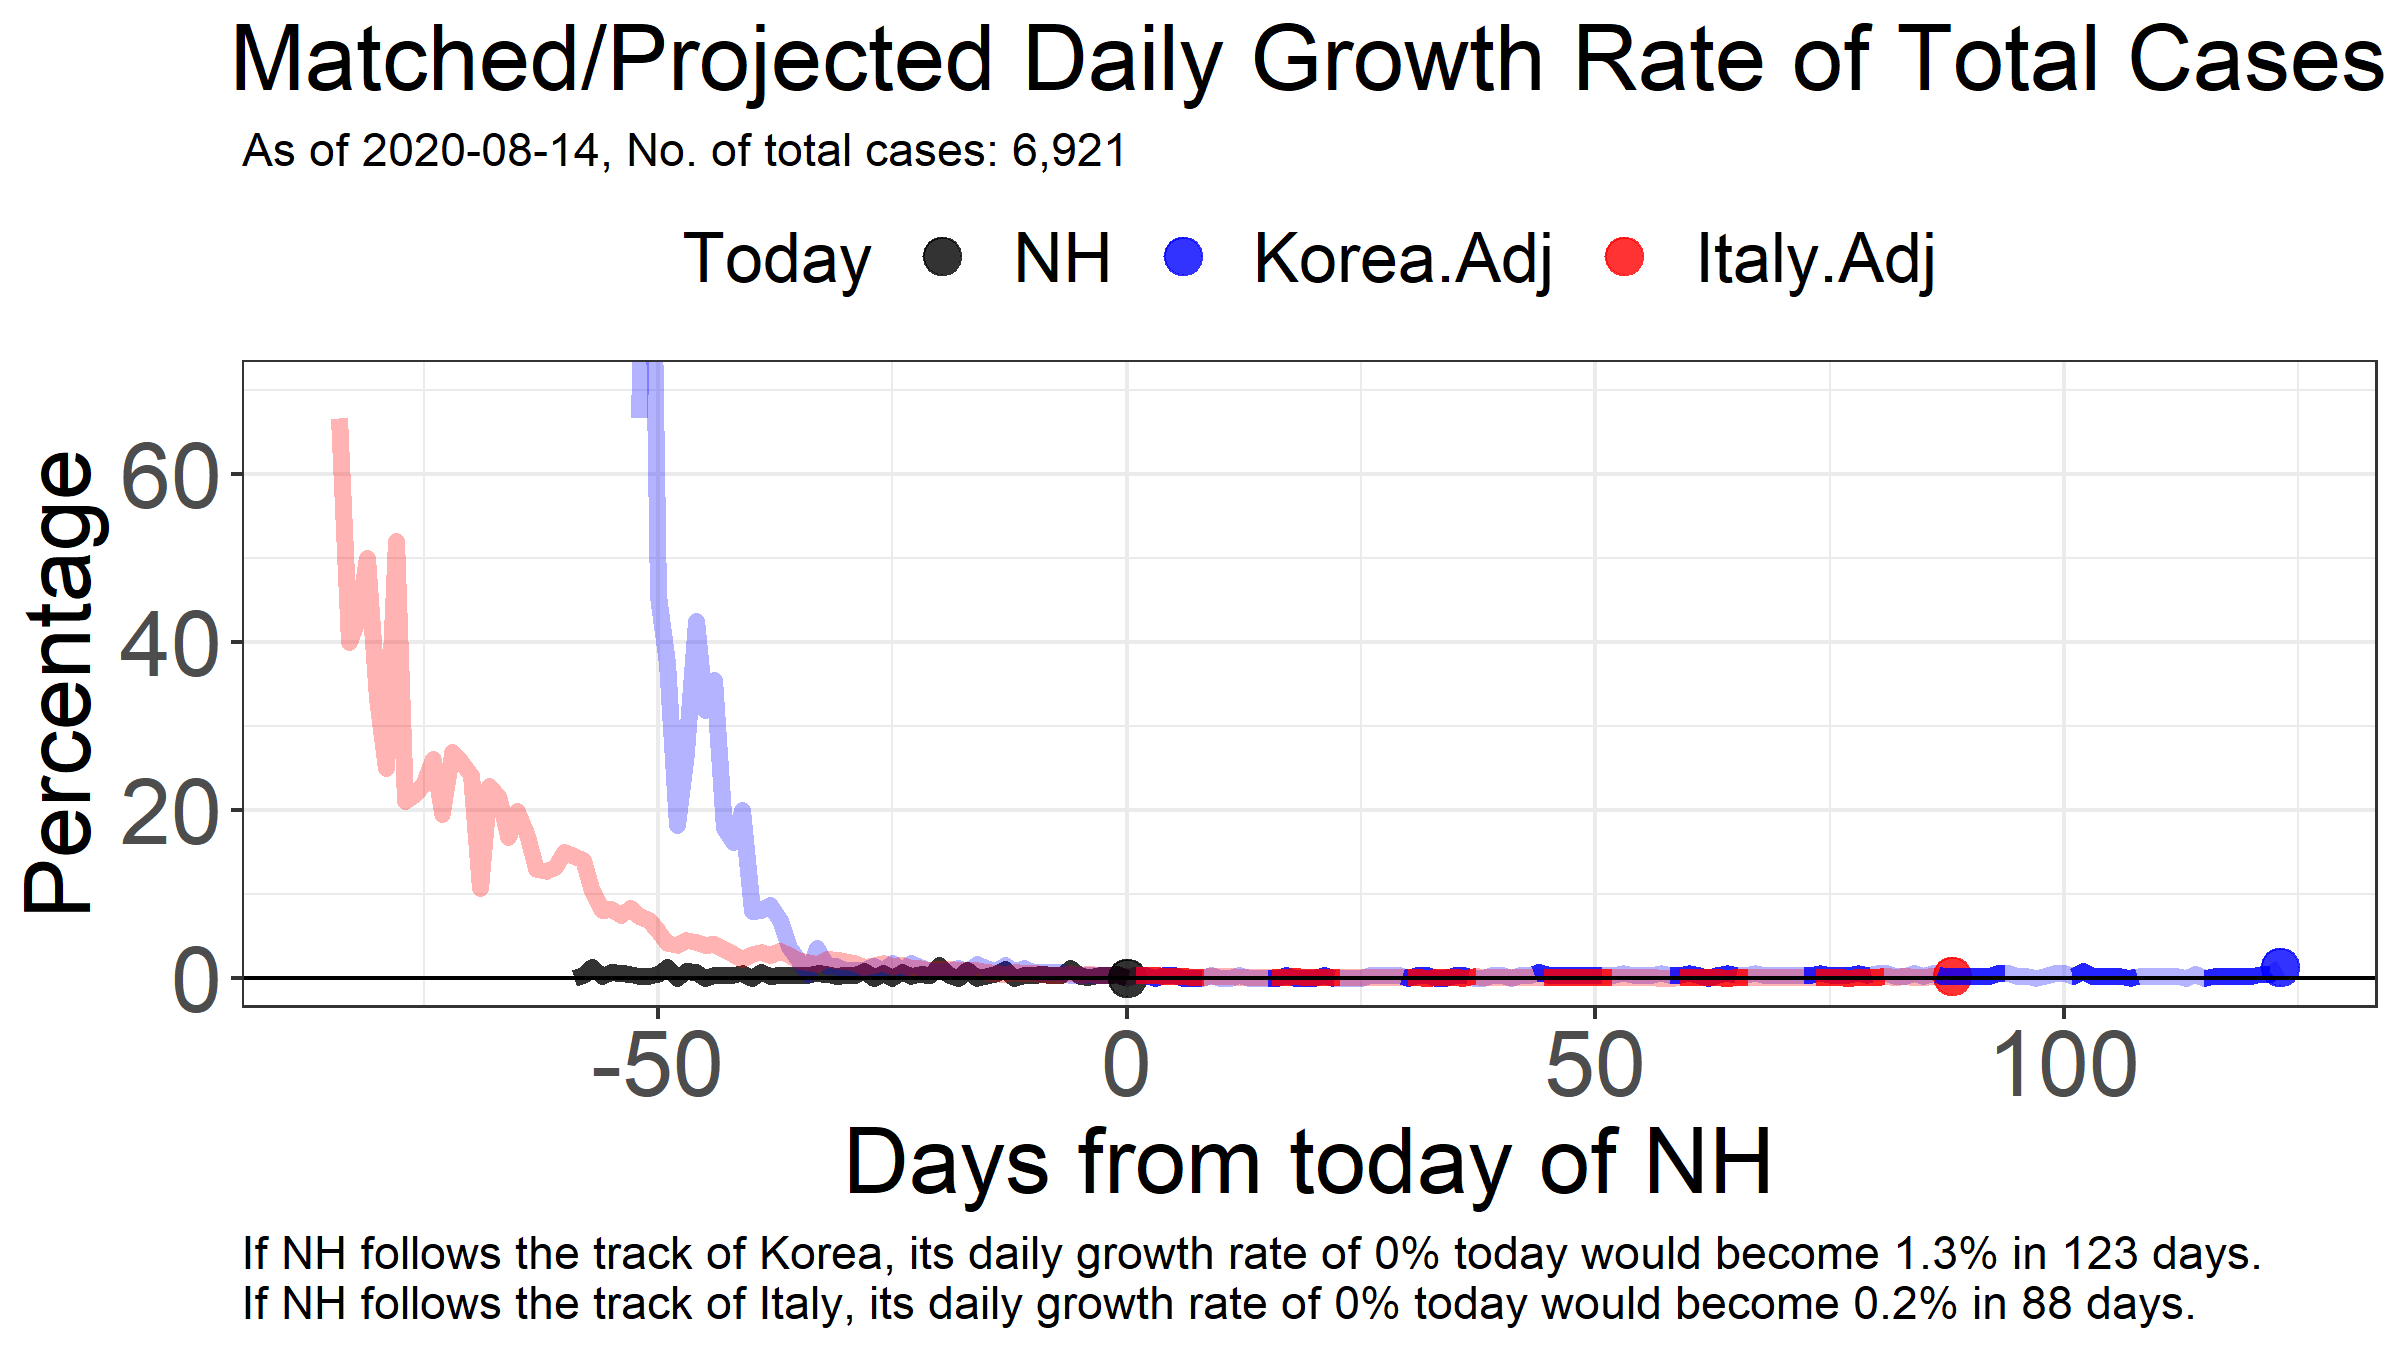 Matched/Projected Daily Growth Rate of Total Cases
As of 2020-08-14, No. of total cases: 6,921
Today NH Korea.Adj Italy.Adj
Percentage
60
40
20
0
-50 0 50 100
Days from today of NH
If NH follows the track of Korea, its daily growth rate of 0% today would become 1.3% in 123 days.
If NH follows the track of Italy, its daily growth rate of 0% today would become 0.2% in 88 days.